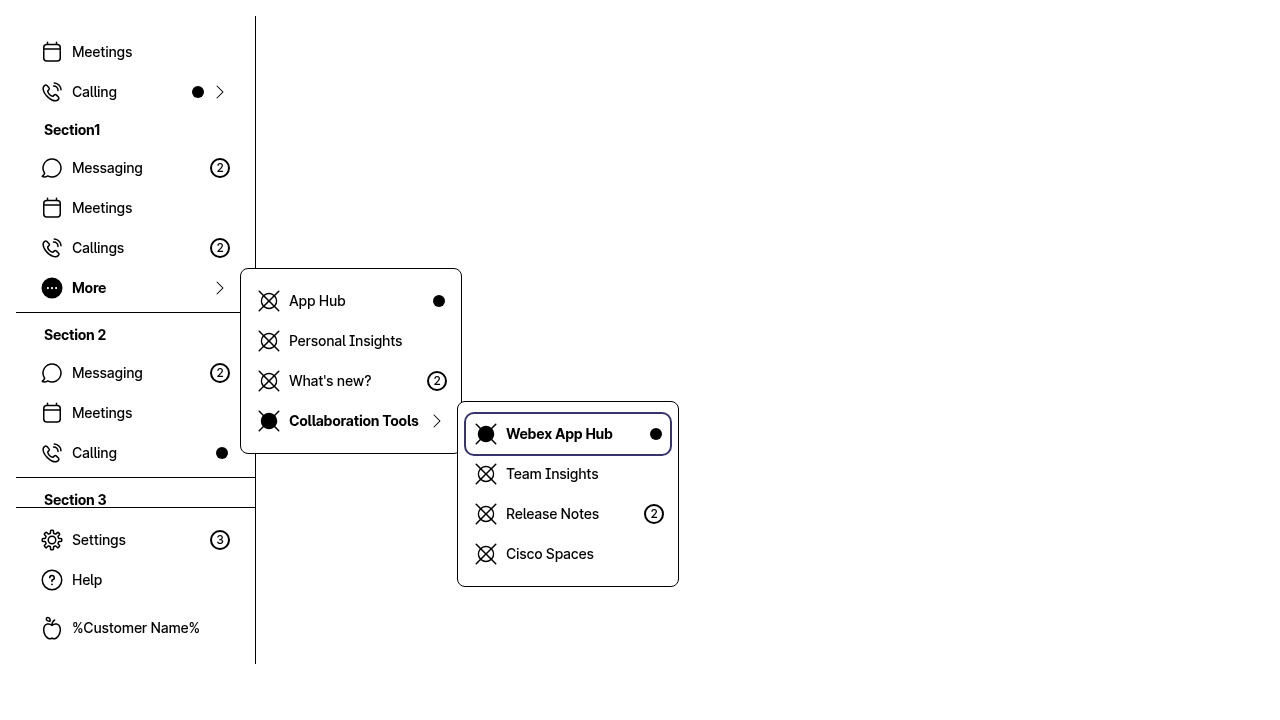 Meetings
Calling
Section1
Messaging 2
Meetings
Callings 2
More
Section 2
Messaging 2
Meetings
Calling
Section 3
Settings 3
Help
%Customer Name%
App Hub
Personal Insights
What's new? 2
Collaboration Tools
Webex App Hub
Team Insights
Release Notes 2
Cisco Spaces